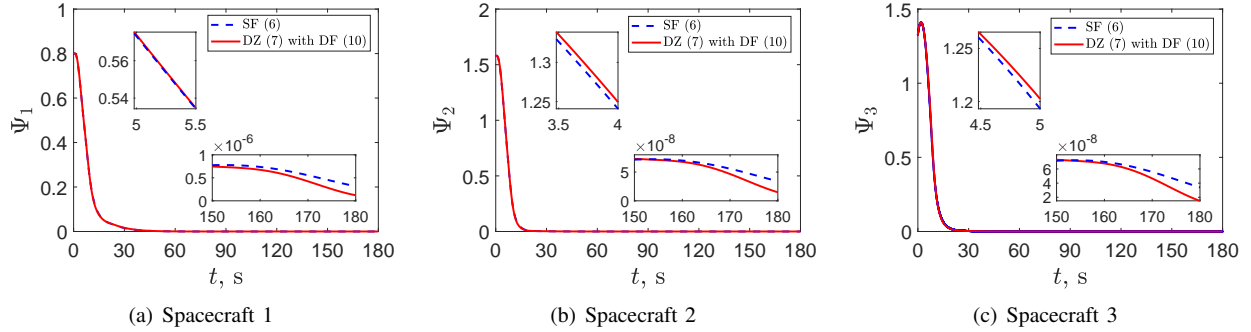 1
0.8
0.6
0.4
0.2
0
Ψ̄₁
0 30 60 90 120 150 180
t, s
SF (6)
DZ (7) with DF (10)
0.56
0.54
5 5.5
×10⁻⁶
1
0.5
0
150 160 170 180
(a) Spacecraft 1
2
1.5
1
0.5
0
Ψ̄₂
0 30 60 90 120 150 180
t, s
SF (6)
DZ (7) with DF (10)
1.3
1.25
3.5 4
×10⁻⁸
5
0
150 160 170 180
(b) Spacecraft 2
1.5
1
0.5
0
Ψ̄₃
0 30 60 90 120 150 180
t, s
SF (6)
DZ (7) with DF (10)
1.25
1.2
4.5 5
×10⁻⁸
6
4
2
150 160 170 180
(c) Spacecraft 3